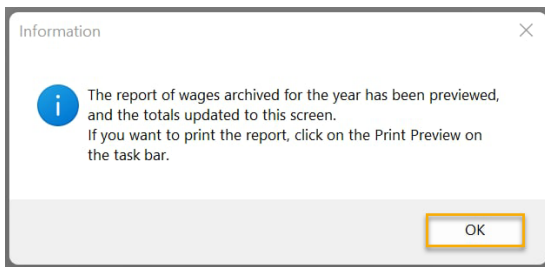 Information
The report of wages archived for the year has been previewed,
and the totals updated to this screen.
If you want to print the report, click on the Print Preview on
the task bar.
OK